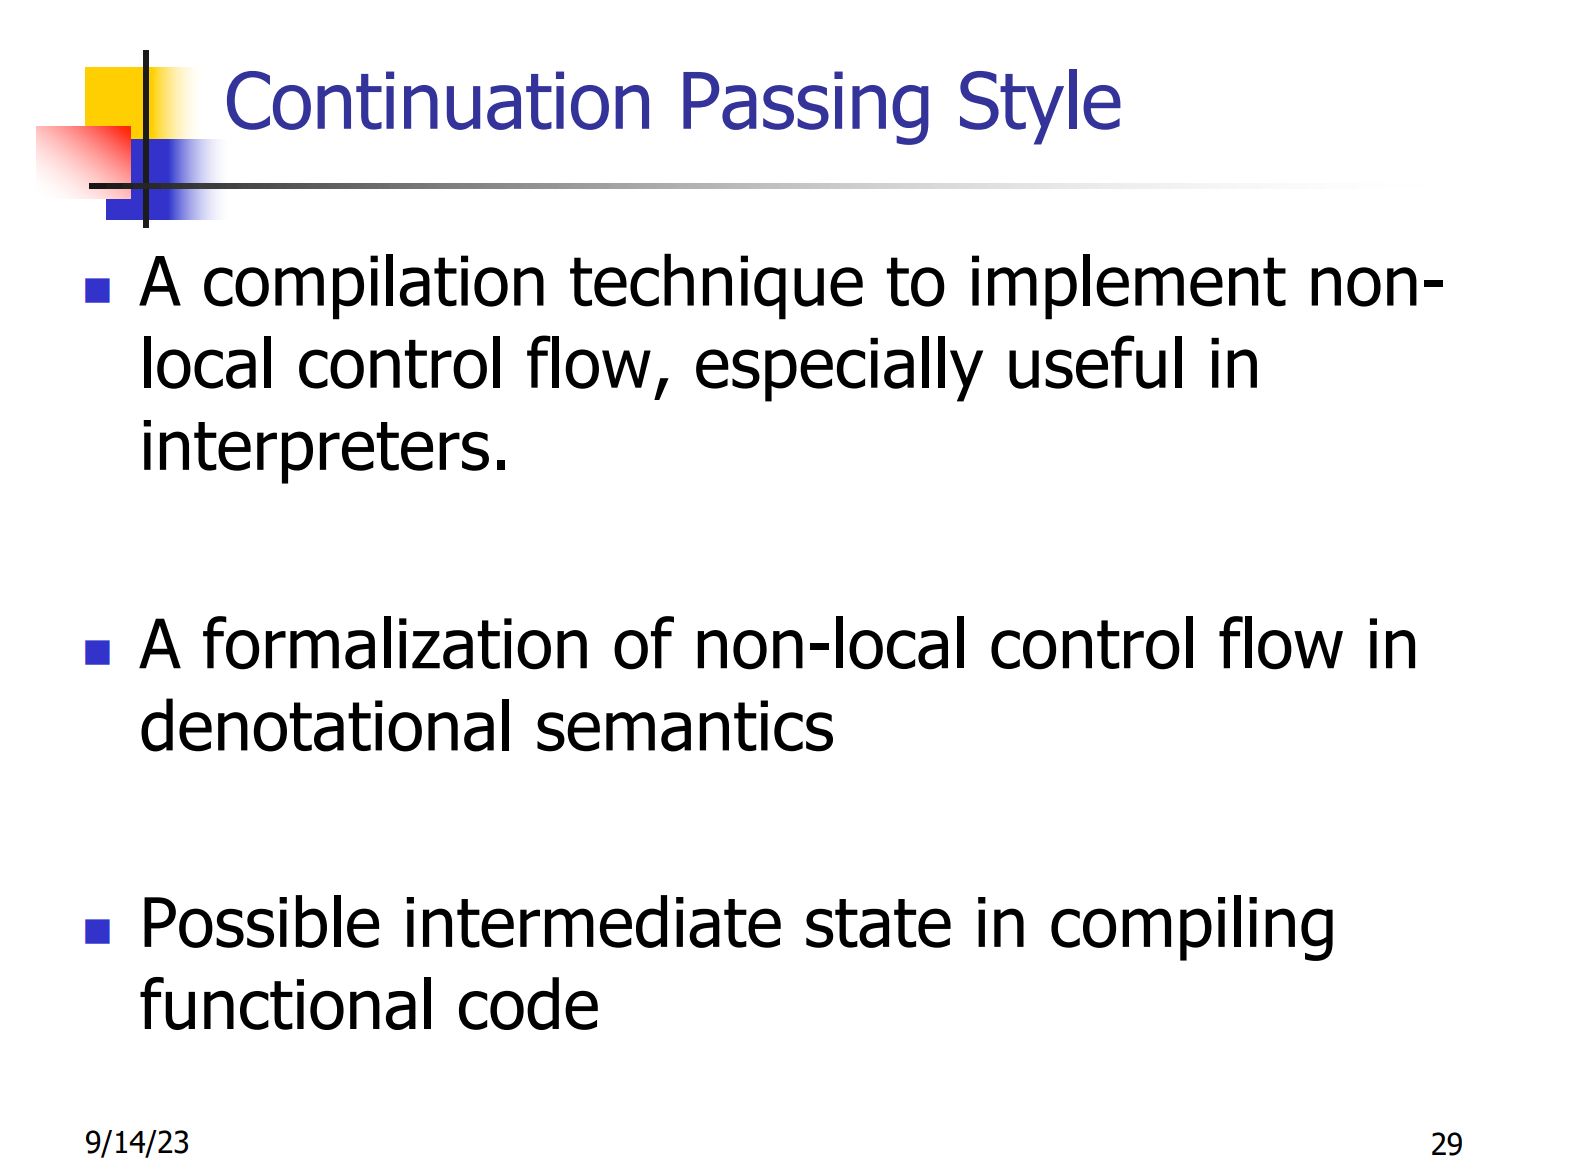 Continuation Passing Style
A compilation technique to implement non-
local control flow, especially useful in
interpreters.
A formalization of non-local control flow in
denotational semantics
Possible intermediate state in compiling
functional code
9/14/23
29